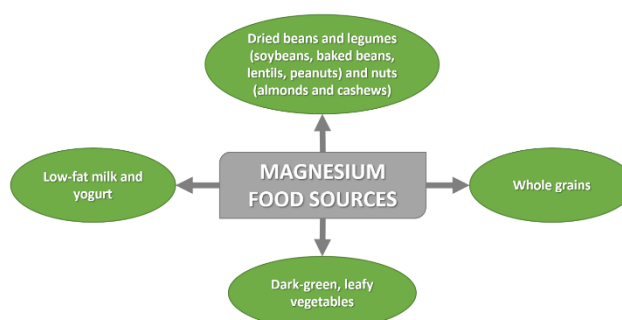 Dried beans and legumes
(soybeans, baked beans,
lentils, peanuts) and nuts
(almonds and cashews)
Low-fat milk and
yogurt
MAGNESIUM
FOOD SOURCES
Whole grains
Dark-green, leafy
vegetables